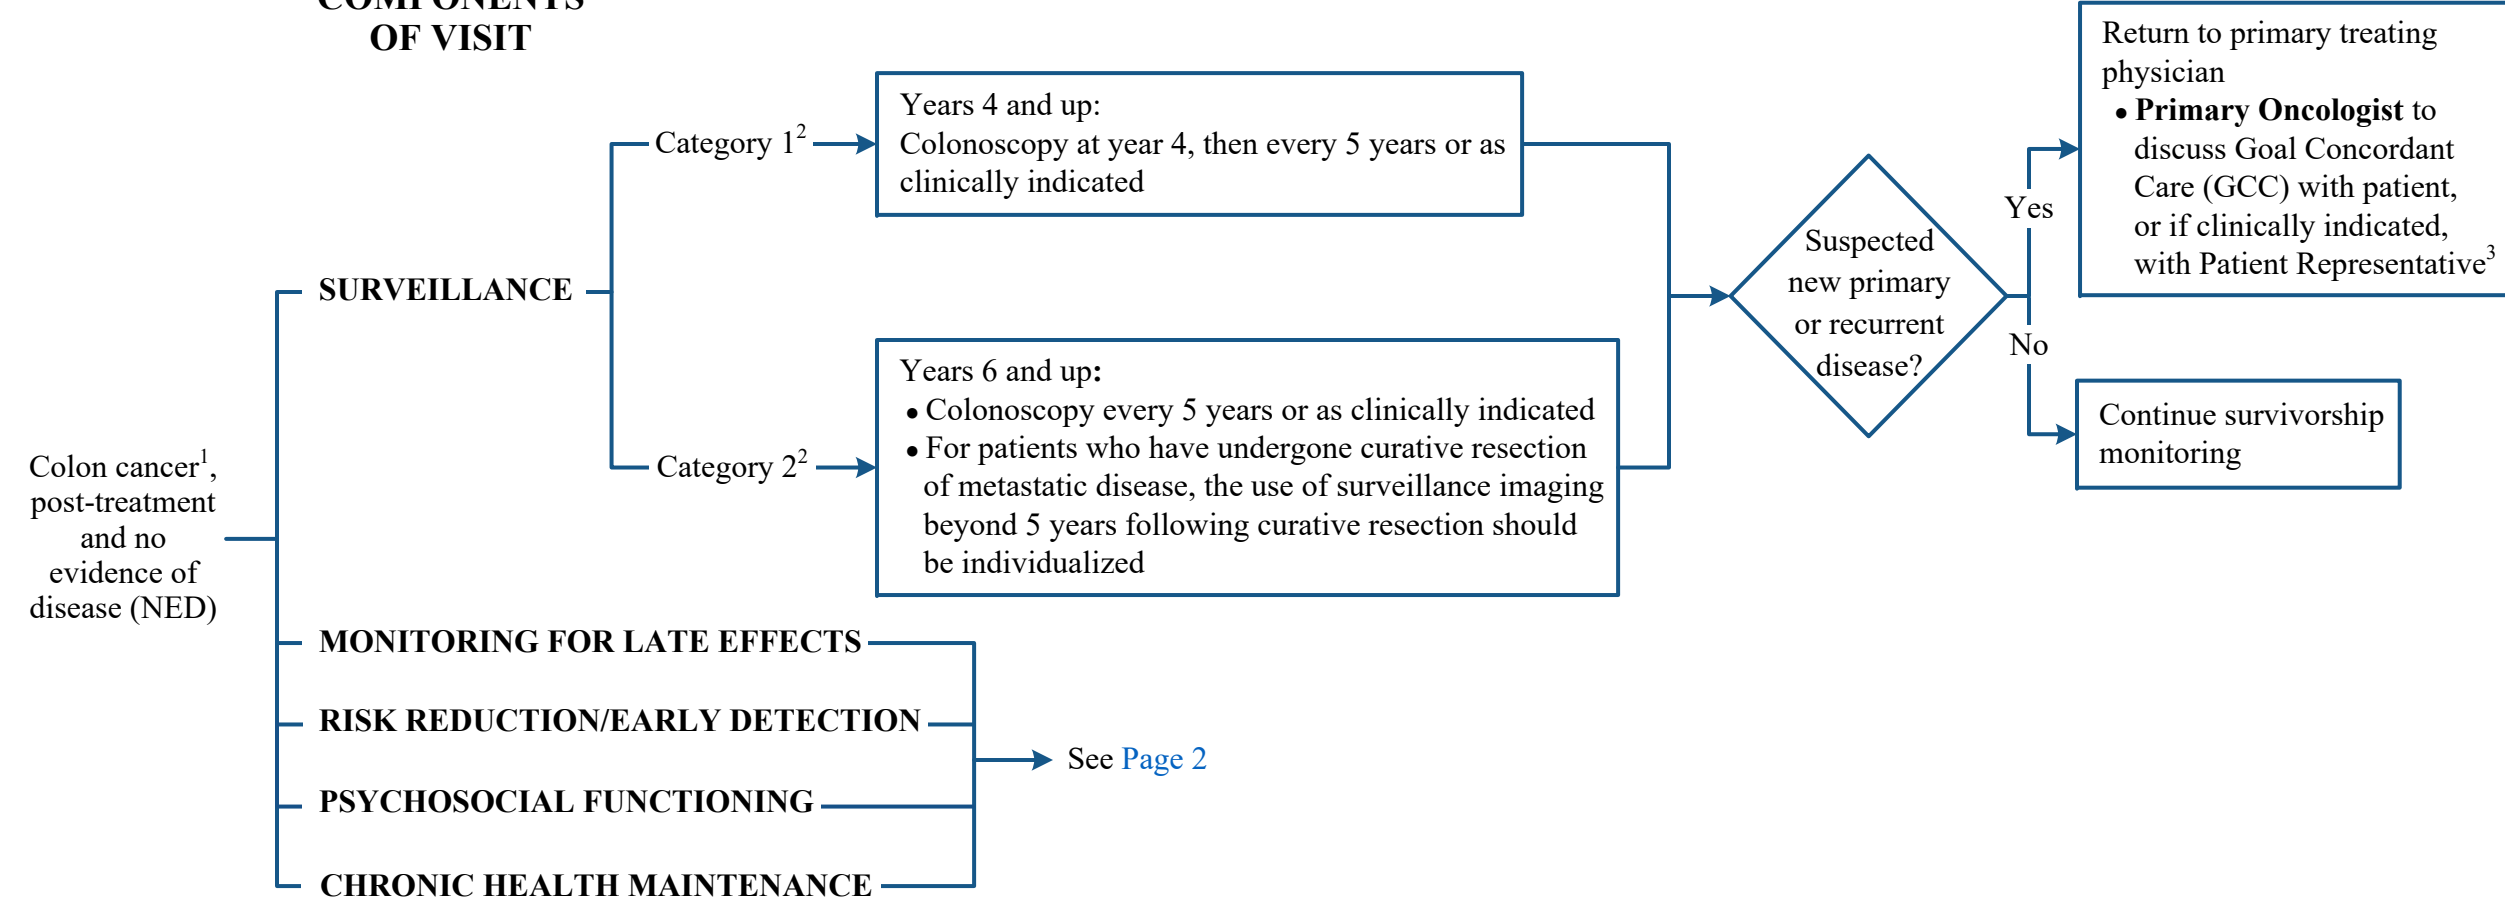 COMPONENTS
OF VISIT
Colon cancer1,
post-treatment
and no
evidence of
disease (NED)
SURVEILLANCE
Category 12
Years 4 and up:
Colonoscopy at year 4, then every 5 years or as
clinically indicated
Category 22
Years 6 and up:
• Colonoscopy every 5 years or as clinically indicated
• For patients who have undergone curative resection
of metastatic disease, the use of surveillance imaging
beyond 5 years following curative resection should
be individualized
Suspected
new primary
or recurrent
disease?
Yes
Return to primary treating
physician
• Primary Oncologist to
discuss Goal Concordant
Care (GCC) with patient,
or if clinically indicated,
with Patient Representative3
No
Continue survivorship
monitoring
MONITORING FOR LATE EFFECTS
RISK REDUCTION/EARLY DETECTION
PSYCHOSOCIAL FUNCTIONING
CHRONIC HEALTH MAINTENANCE
See Page 2